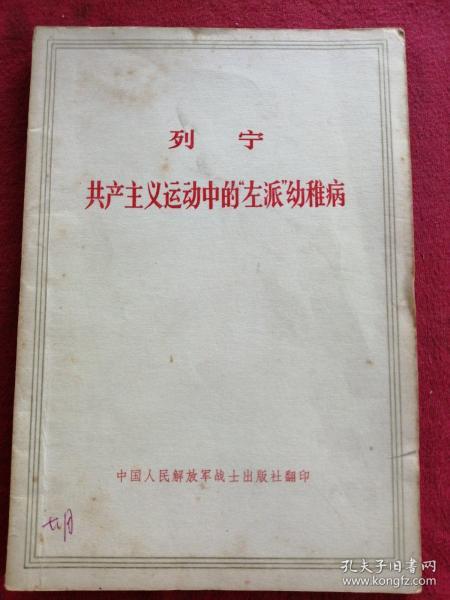 列 宁
共产主义运动中的“左派”幼稚病
中国人民解放军战士出版社翻印
孔夫子旧书网
www.kongfz.com